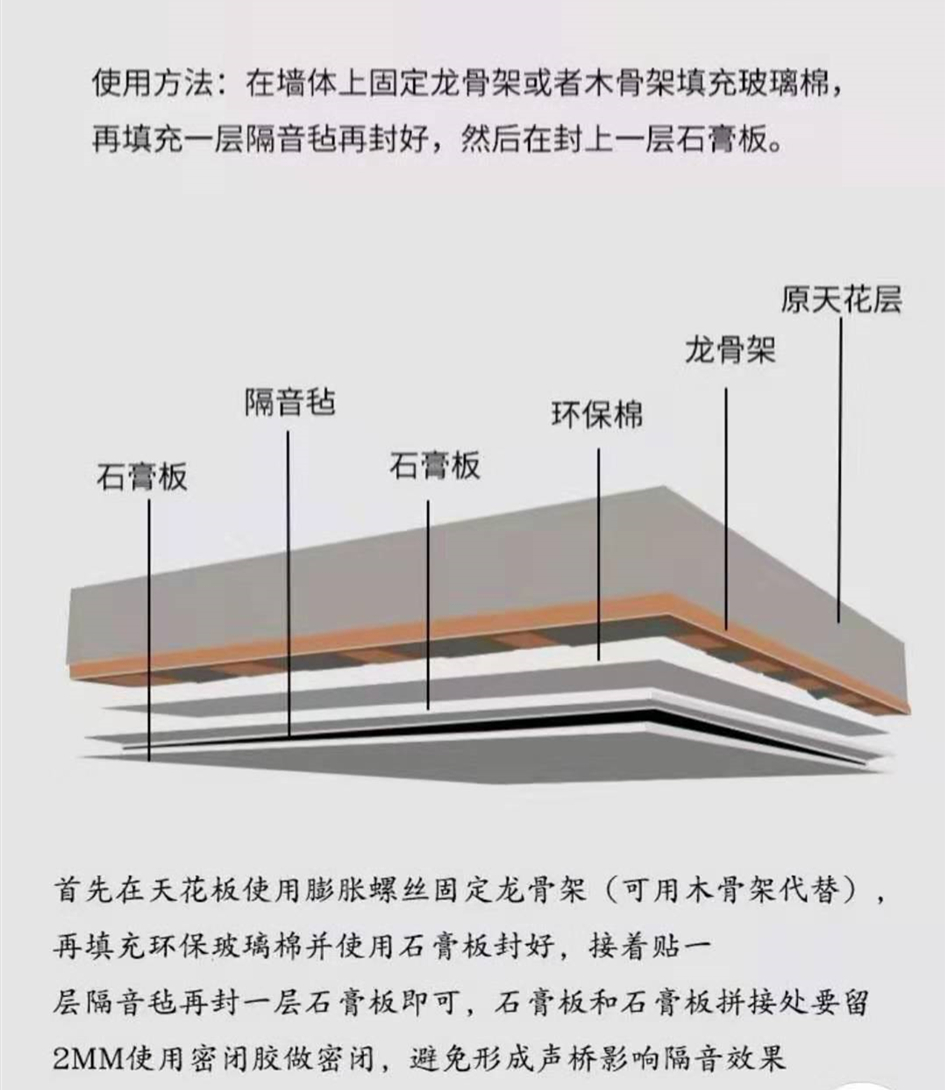 使用方法：在墙体上固定龙骨架或者木骨架填充玻璃棉，
再填充一层隔音毡再封好，然后在封上一层石膏板。
原天花层
龙骨架
隔音毡
环保棉
石膏板
石膏板
首先在天花板使用膨胀螺丝固定龙骨架（可用木骨架代替），
再填充环保玻璃棉并使用石膏板封好，接着贴一
层隔音毡再封一层石膏板即可，石膏板和石膏板拼接处要留
2MM使用密闭胶做密闭，避免形成声桥影响隔音效果